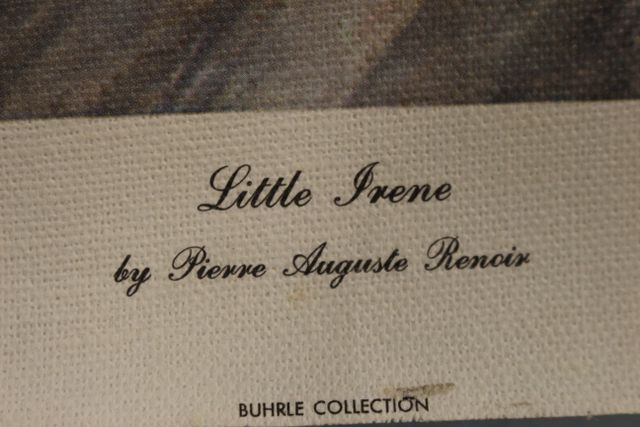 Little Irene
by Pierre Auguste Renoir
BUHRLE COLLECTION